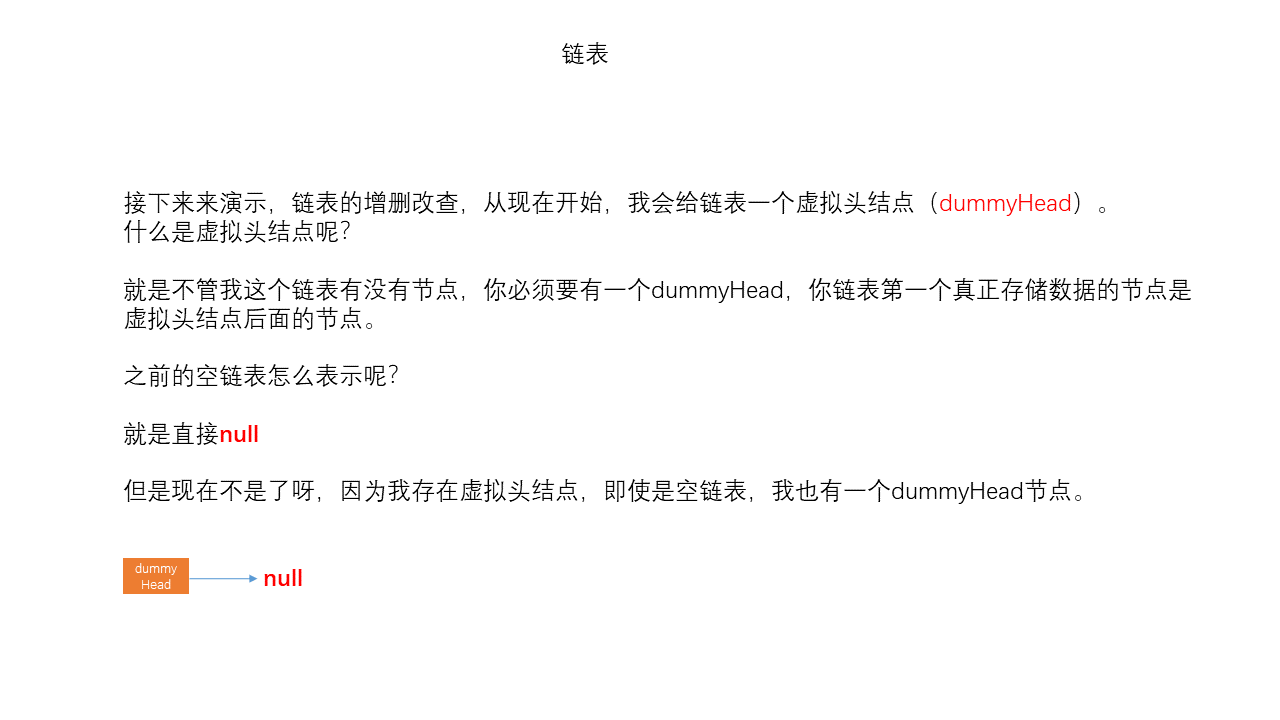 链表
接下来来演示，链表的增删改查，从现在开始，我会给链表一个虚拟头结点（dummyHead）。
什么是虚拟头结点呢？
就是不管我这个链表有没有节点，你必须要有一个dummyHead，你链表第一个真正存储数据的节点是
虚拟头结点后面的节点。
之前的空链表怎么表示呢？
就是直接null
但是现在不是了呀，因为我存在虚拟头结点，即使是空链表，我也有一个dummyHead节点。
dummy
Head
null